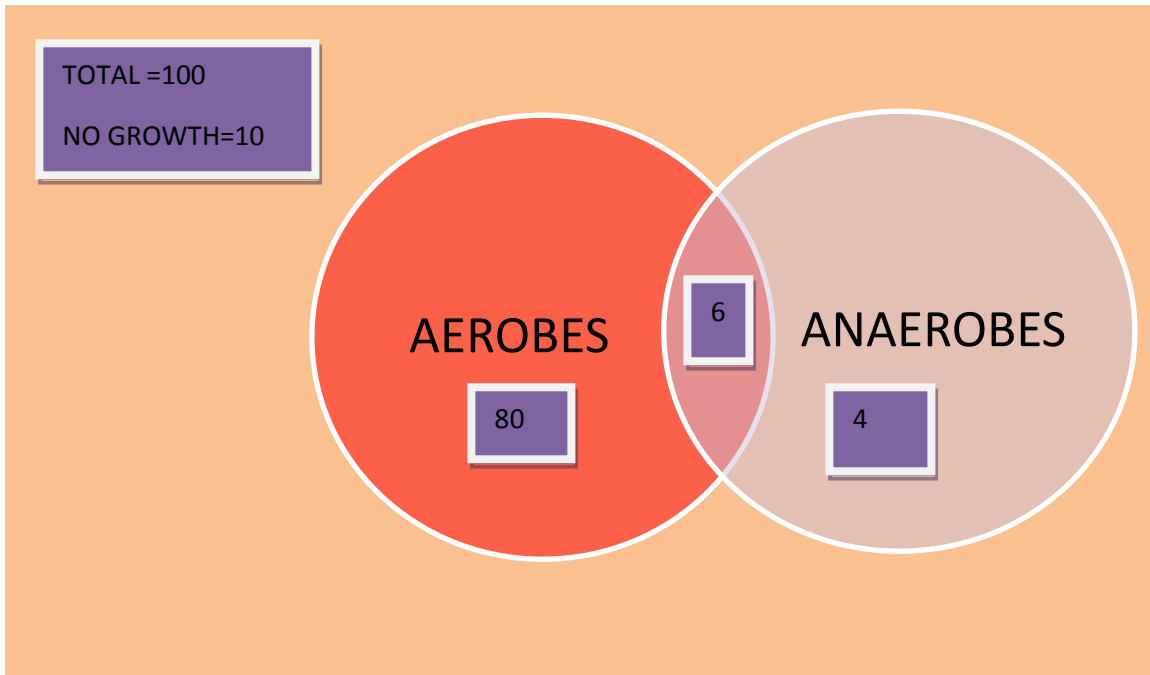 TOTAL =100
NO GROWTH=10
AEROBES
80
6
ANAEROBES
4